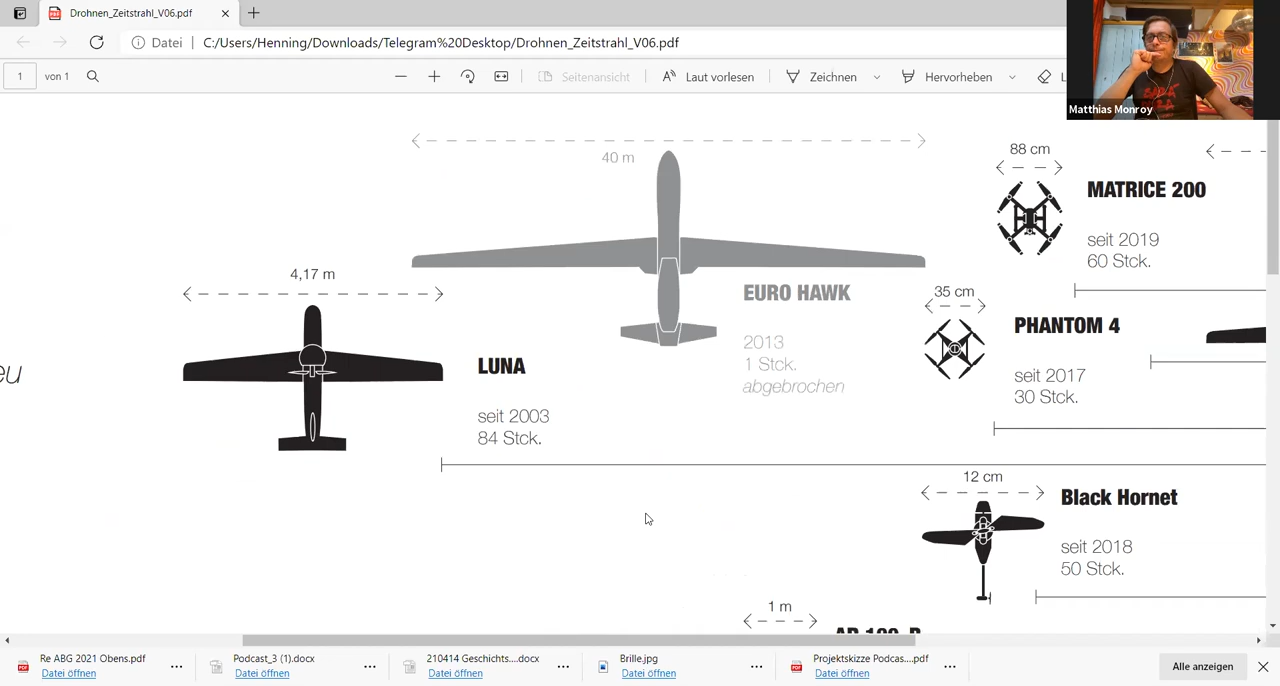 Drohnen_Zeitstrahl_V06.pdf
Datei
C:/Users/Henning/Downloads/Telegram%20Desktop/Drohnen_Zeitstrahl_V06.pdf
1
von 1
Seitenansicht
Laut vorlesen
Zeichnen
Hervorheben
Matthias Monroy
40 m
88 cm
MATRICE 200
seit 2019
60 Stck.
4,17 m
EURO HAWK
2013
1 Stck.
abgebrochen
35 cm
PHANTOM 4
seit 2017
30 Stck.
eu
LUNA
seit 2003
84 Stck.
12 cm
Black Hornet
seit 2018
50 Stck.
1 m
Re ABG 2021 Obens.pdf
Datei öffnen
Podcast_3 (1).docx
Datei öffnen
210414 Geschichts....docx
Datei öffnen
Brille.jpg
Datei öffnen
Projektskizze Podcas....pdf
Datei öffnen
Alle anzeigen